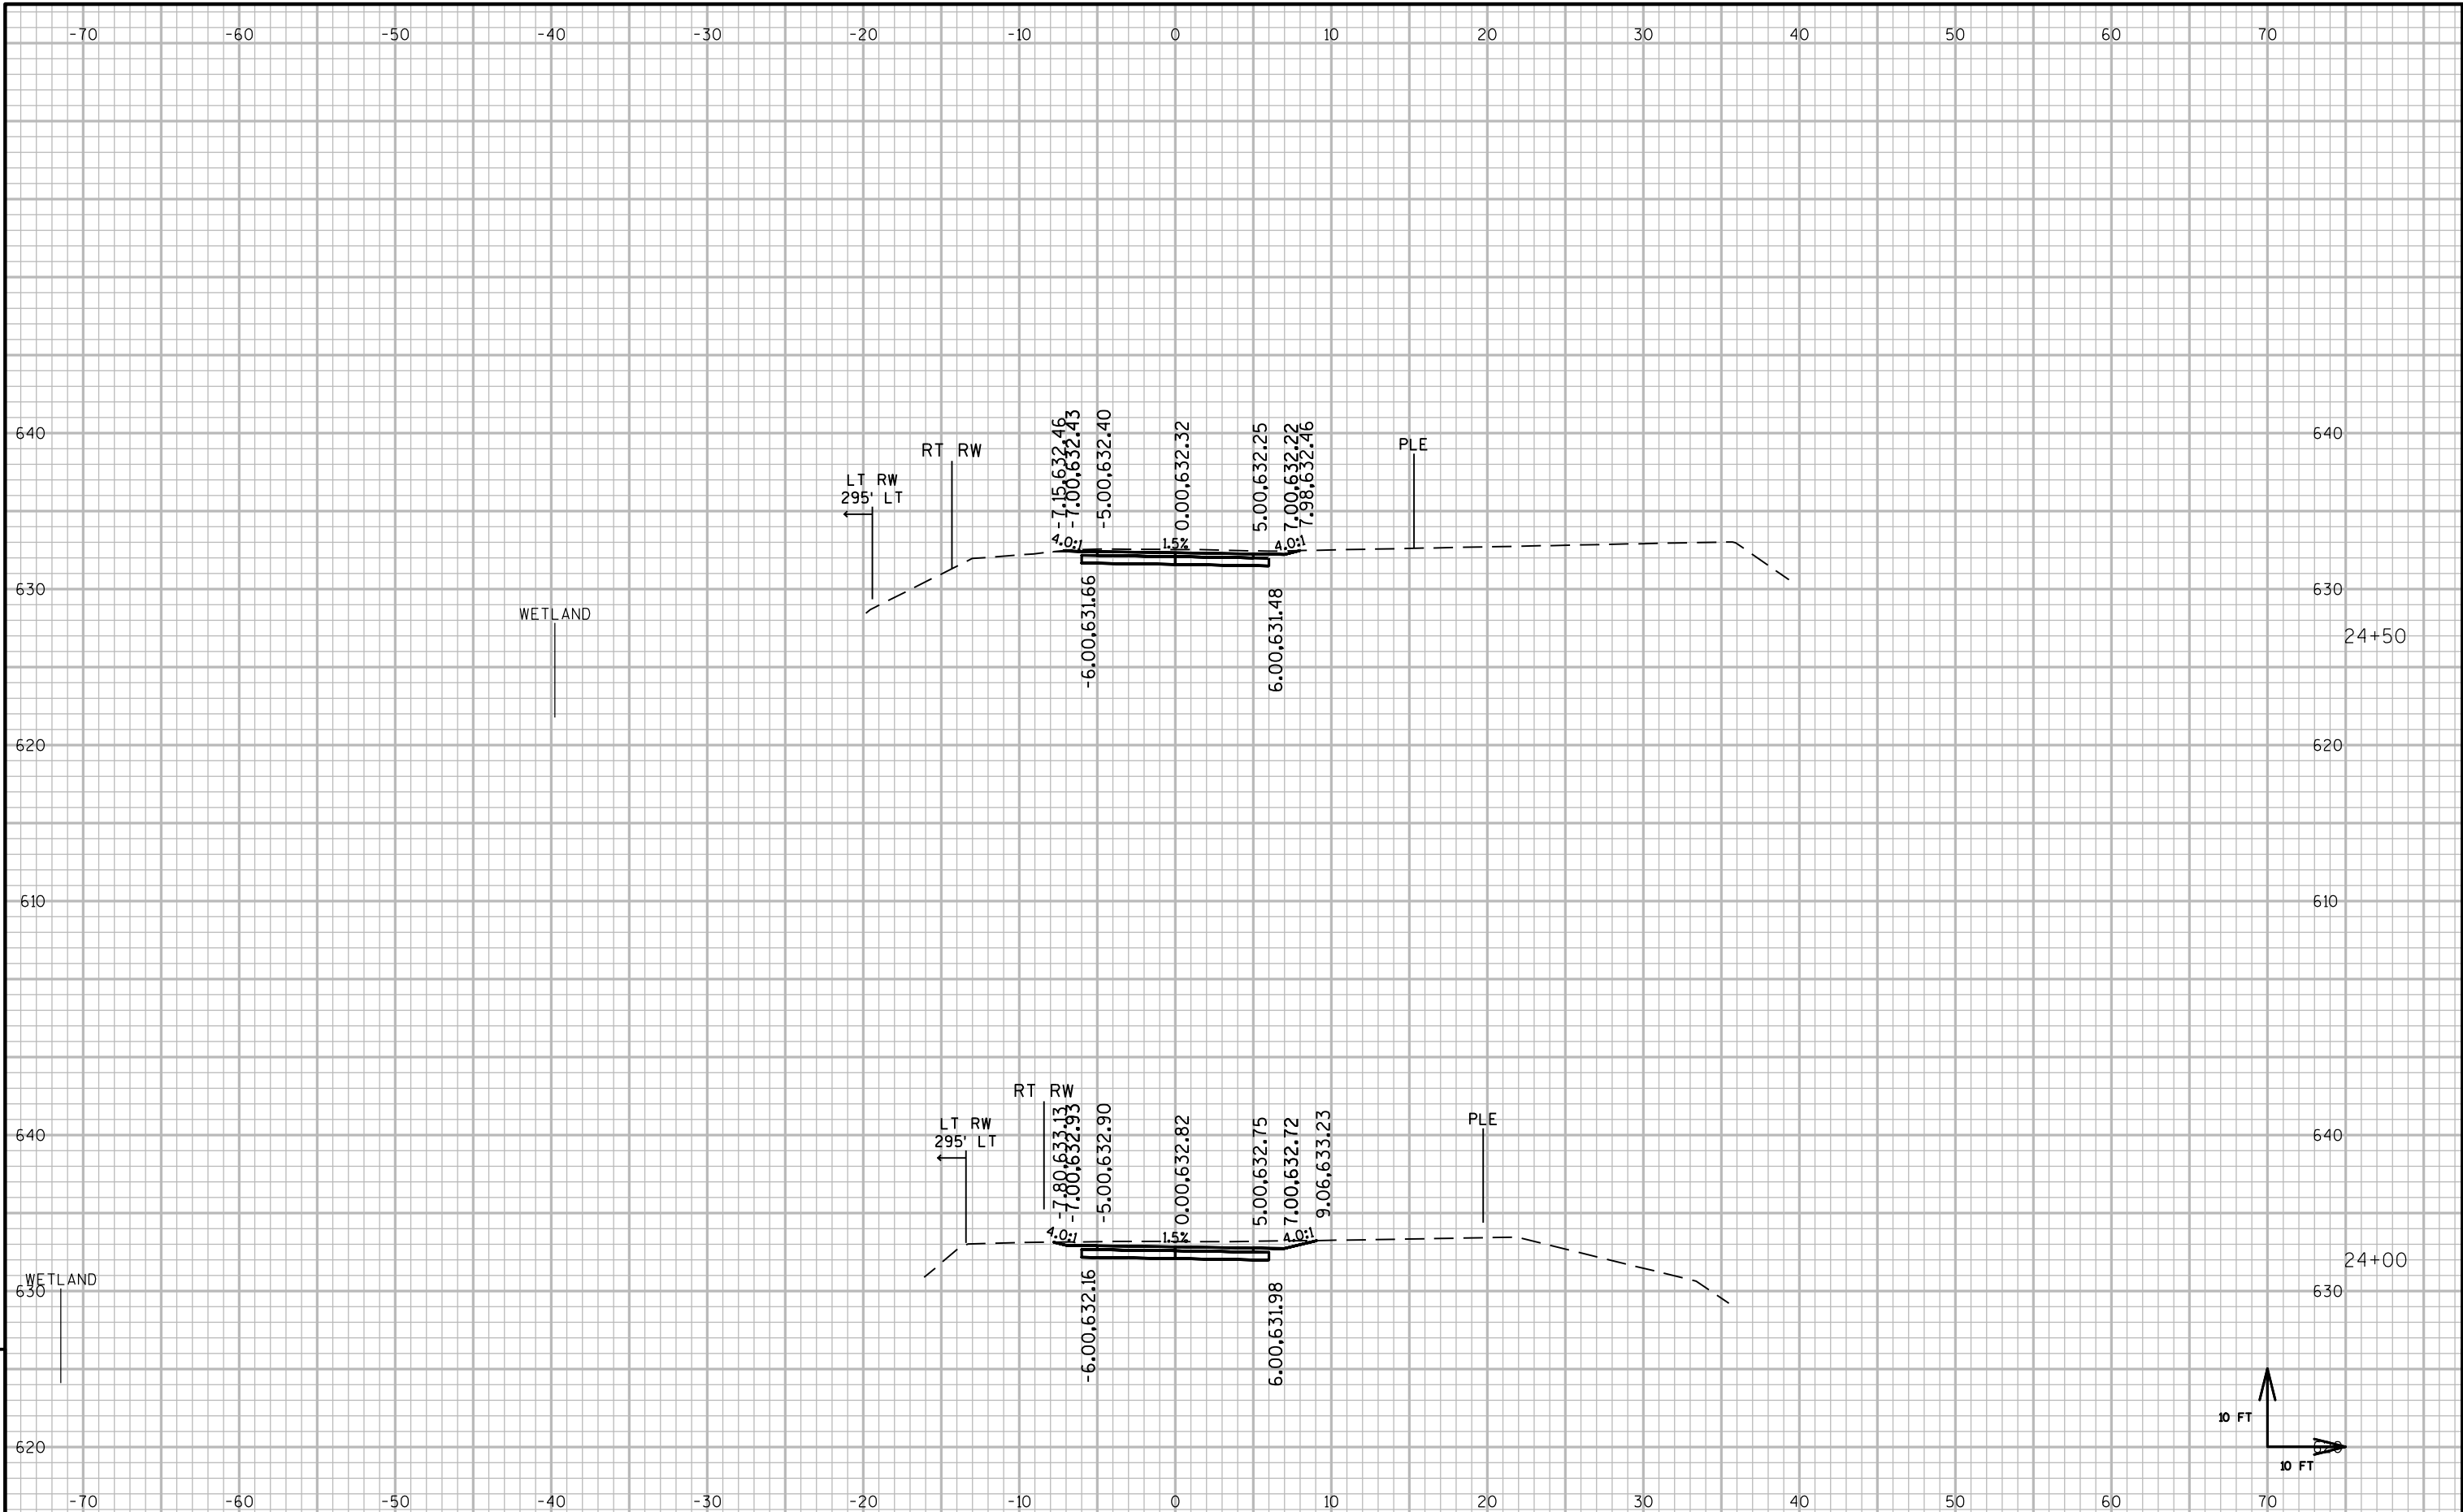 -70 -60 -50 -40 -30 -20 -10 0 10 20 30 40 50 60 70
640 640
RT RW
LT RW
295' LT
-7.15,632.46
-7.00,632.43
-5.00,632.40
0.00,632.32
5.00,632.25
7.00,632.22
7.98,632.46
PLE
4.0:1 1.5% 4.0:1
630 630
WETLAND
-6.00,631.66
6.00,631.48
24+50
620 620
610 610
RT RW
LT RW
295' LT
-7.80,633.13
-7.00,632.93
-5.00,632.90
0.00,632.82
5.00,632.75
7.00,632.72
9.06,633.23
PLE
640 640
4.0:1 1.5% 4.0:1
24+00
WETLAND
630 630
-6.00,632.16
6.00,631.98
10 FT
620 620
10 FT
-70 -60 -50 -40 -30 -20 -10 0 10 20 30 40 50 60 70